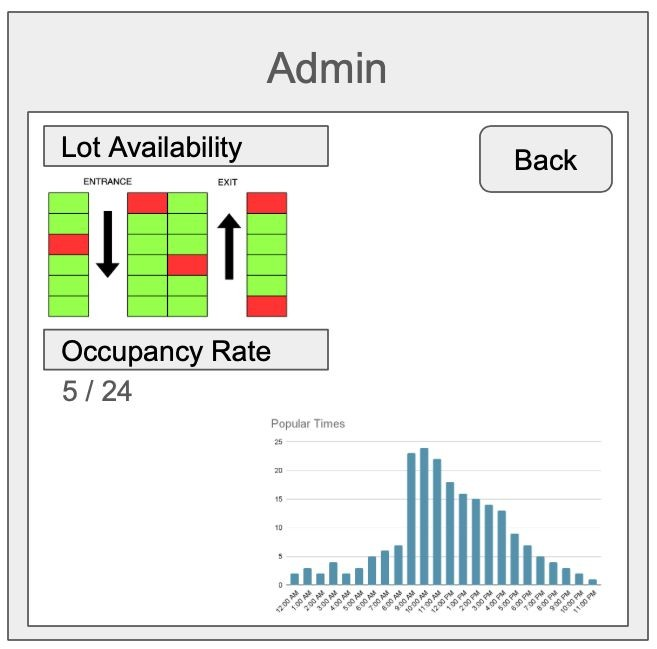 Admin
Lot Availability
Back
ENTRANCE
EXIT
Occupancy Rate
5 / 24
Popular Times
25
20
15
10
5
0
12:00 AM
1:00 AM
2:00 AM
3:00 AM
4:00 AM
5:00 AM
6:00 AM
7:00 AM
8:00 AM
9:00 AM
10:00 AM
11:00 AM
12:00 PM
1:00 PM
2:00 PM
3:00 PM
4:00 PM
5:00 PM
6:00 PM
7:00 PM
8:00 PM
9:00 PM
10:00 PM
11:00 PM